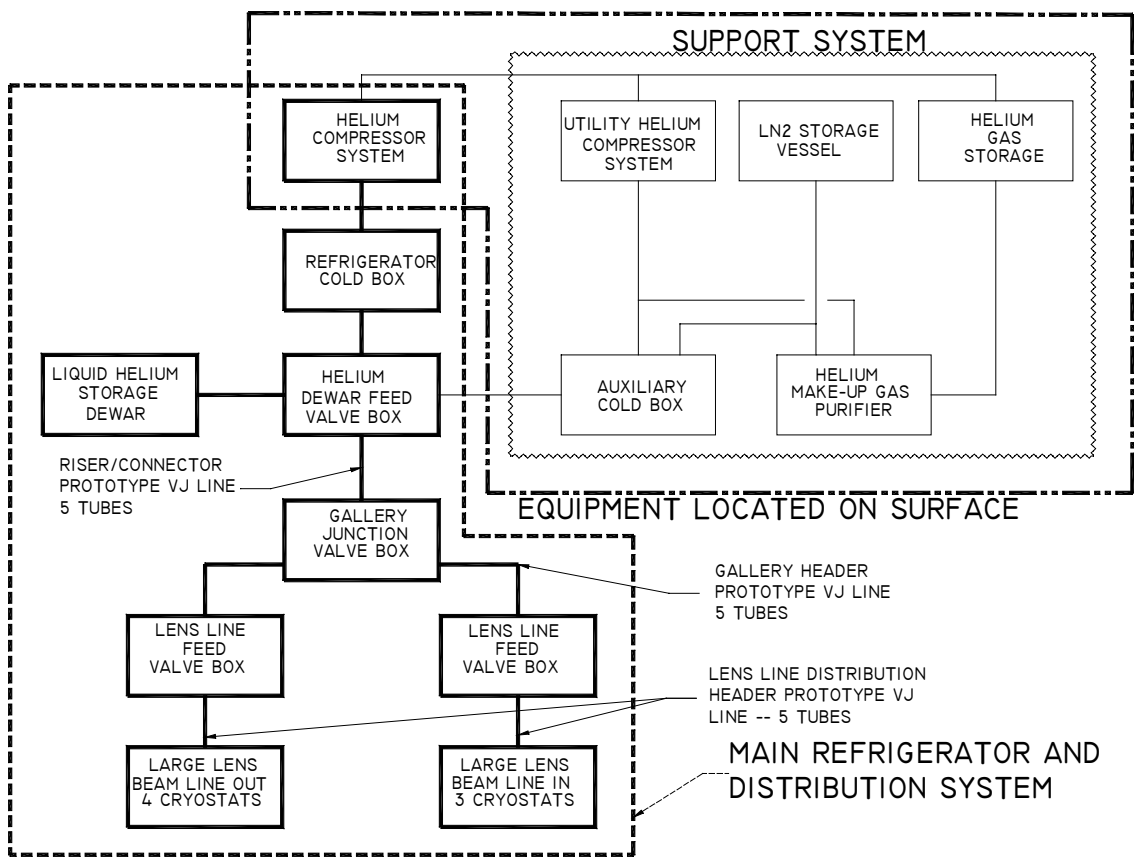 SUPPORT SYSTEM
HELIUM
COMPRESSOR
SYSTEM
UTILITY HELIUM
COMPRESSOR
SYSTEM
LN2 STORAGE
VESSEL
HELIUM
GAS
STORAGE
REFRIGERATOR
COLD BOX
LIQUID HELIUM
STORAGE
DEWAR
HELIUM
DEWAR FEED
VALVE BOX
AUXILIARY
COLD BOX
HELIUM
MAKE-UP GAS
PURIFIER
RISER/CONNECTOR
PROTOTYPE VJ LINE
5 TUBES
EQUIPMENT LOCATED ON SURFACE
GALLERY
JUNCTION
VALVE BOX
GALLERY HEADER
PROTOTYPE VJ LINE
5 TUBES
LENS LINE
FEED
VALVE BOX
LENS LINE
FEED
VALVE BOX
LENS LINE DISTRIBUTION
HEADER PROTOTYPE VJ
LINE -- 5 TUBES
LARGE LENS
BEAM LINE OUT
4 CRYOSTATS
LARGE LENS
BEAM LINE IN
3 CRYOSTATS
MAIN REFRIGERATOR AND
DISTRIBUTION SYSTEM